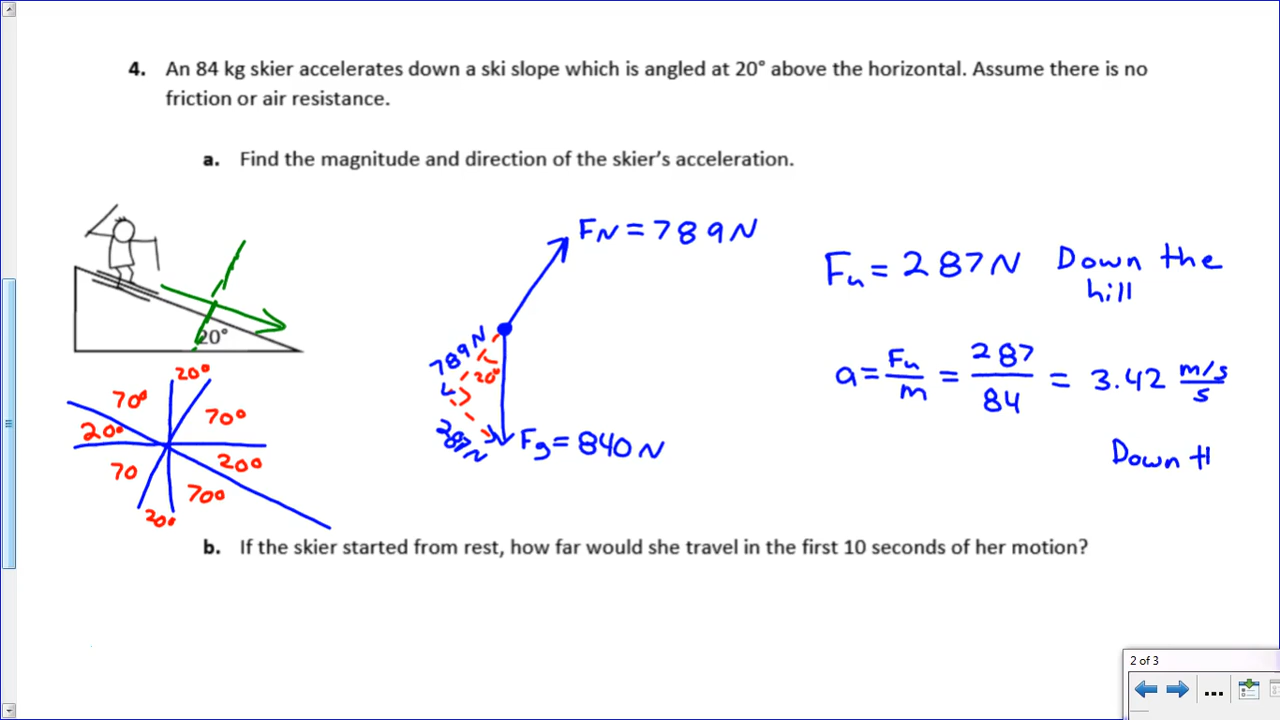 4. An 84 kg skier accelerates down a ski slope which is angled at 20° above the horizontal. Assume there is no
friction or air resistance.
a. Find the magnitude and direction of the skier's acceleration.
20°
20°
70°
70°
20°
20°
70
70°
20°
FN = 789N
789N
20°
287N
Fg = 840N
Fn = 287N Down the
hill
a = Fn/m = 287/84 = 3.42 m/s/s
Down t
b. If the skier started from rest, how far would she travel in the first 10 seconds of her motion?
2 of 3
...